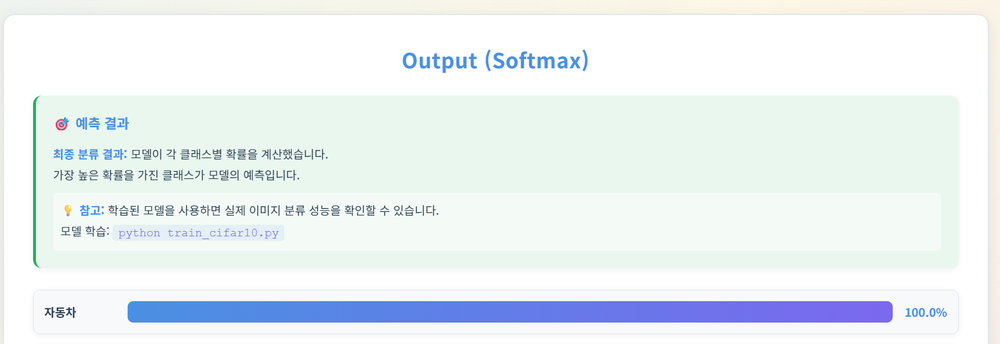 Output (Softmax)
🎯 예측 결과
최종 분류 결과: 모델이 각 클래스별 확률을 계산했습니다.
가장 높은 확률을 가진 클래스가 모델의 예측입니다.
💡 참고: 학습된 모델을 사용하면 실제 이미지 분류 성능을 확인할 수 있습니다.
모델 학습: python train_cifar10.py
자동차 100.0%